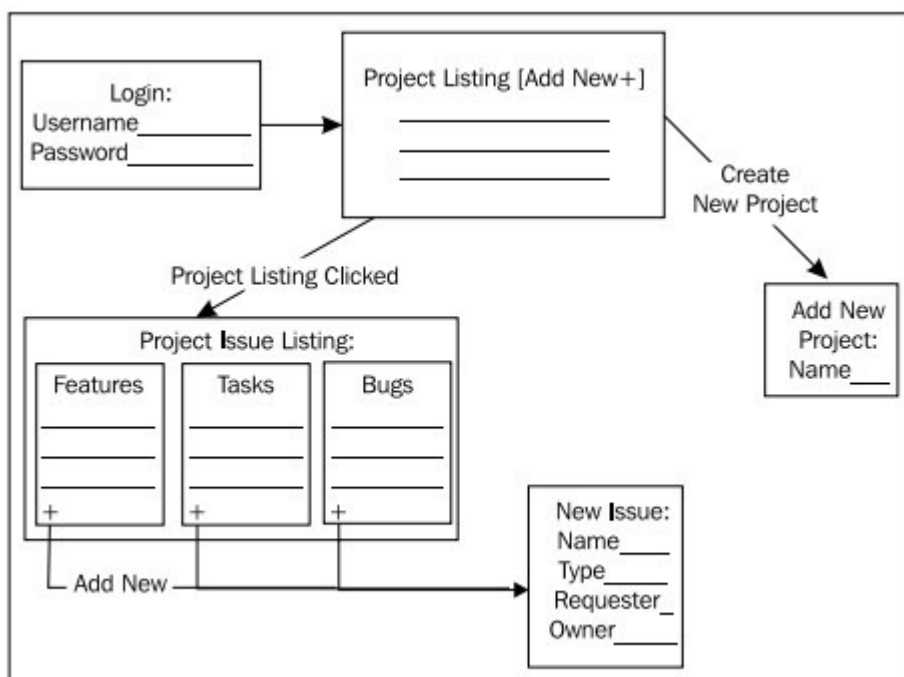 Login:
Username
Password
Project Listing [Add New+]
Create
New Project
Project Listing Clicked
Add New
Project:
Name
Project Issue Listing:
Features
Tasks
Bugs
+
+
+
Add New
New Issue:
Name
Type
Requester
Owner